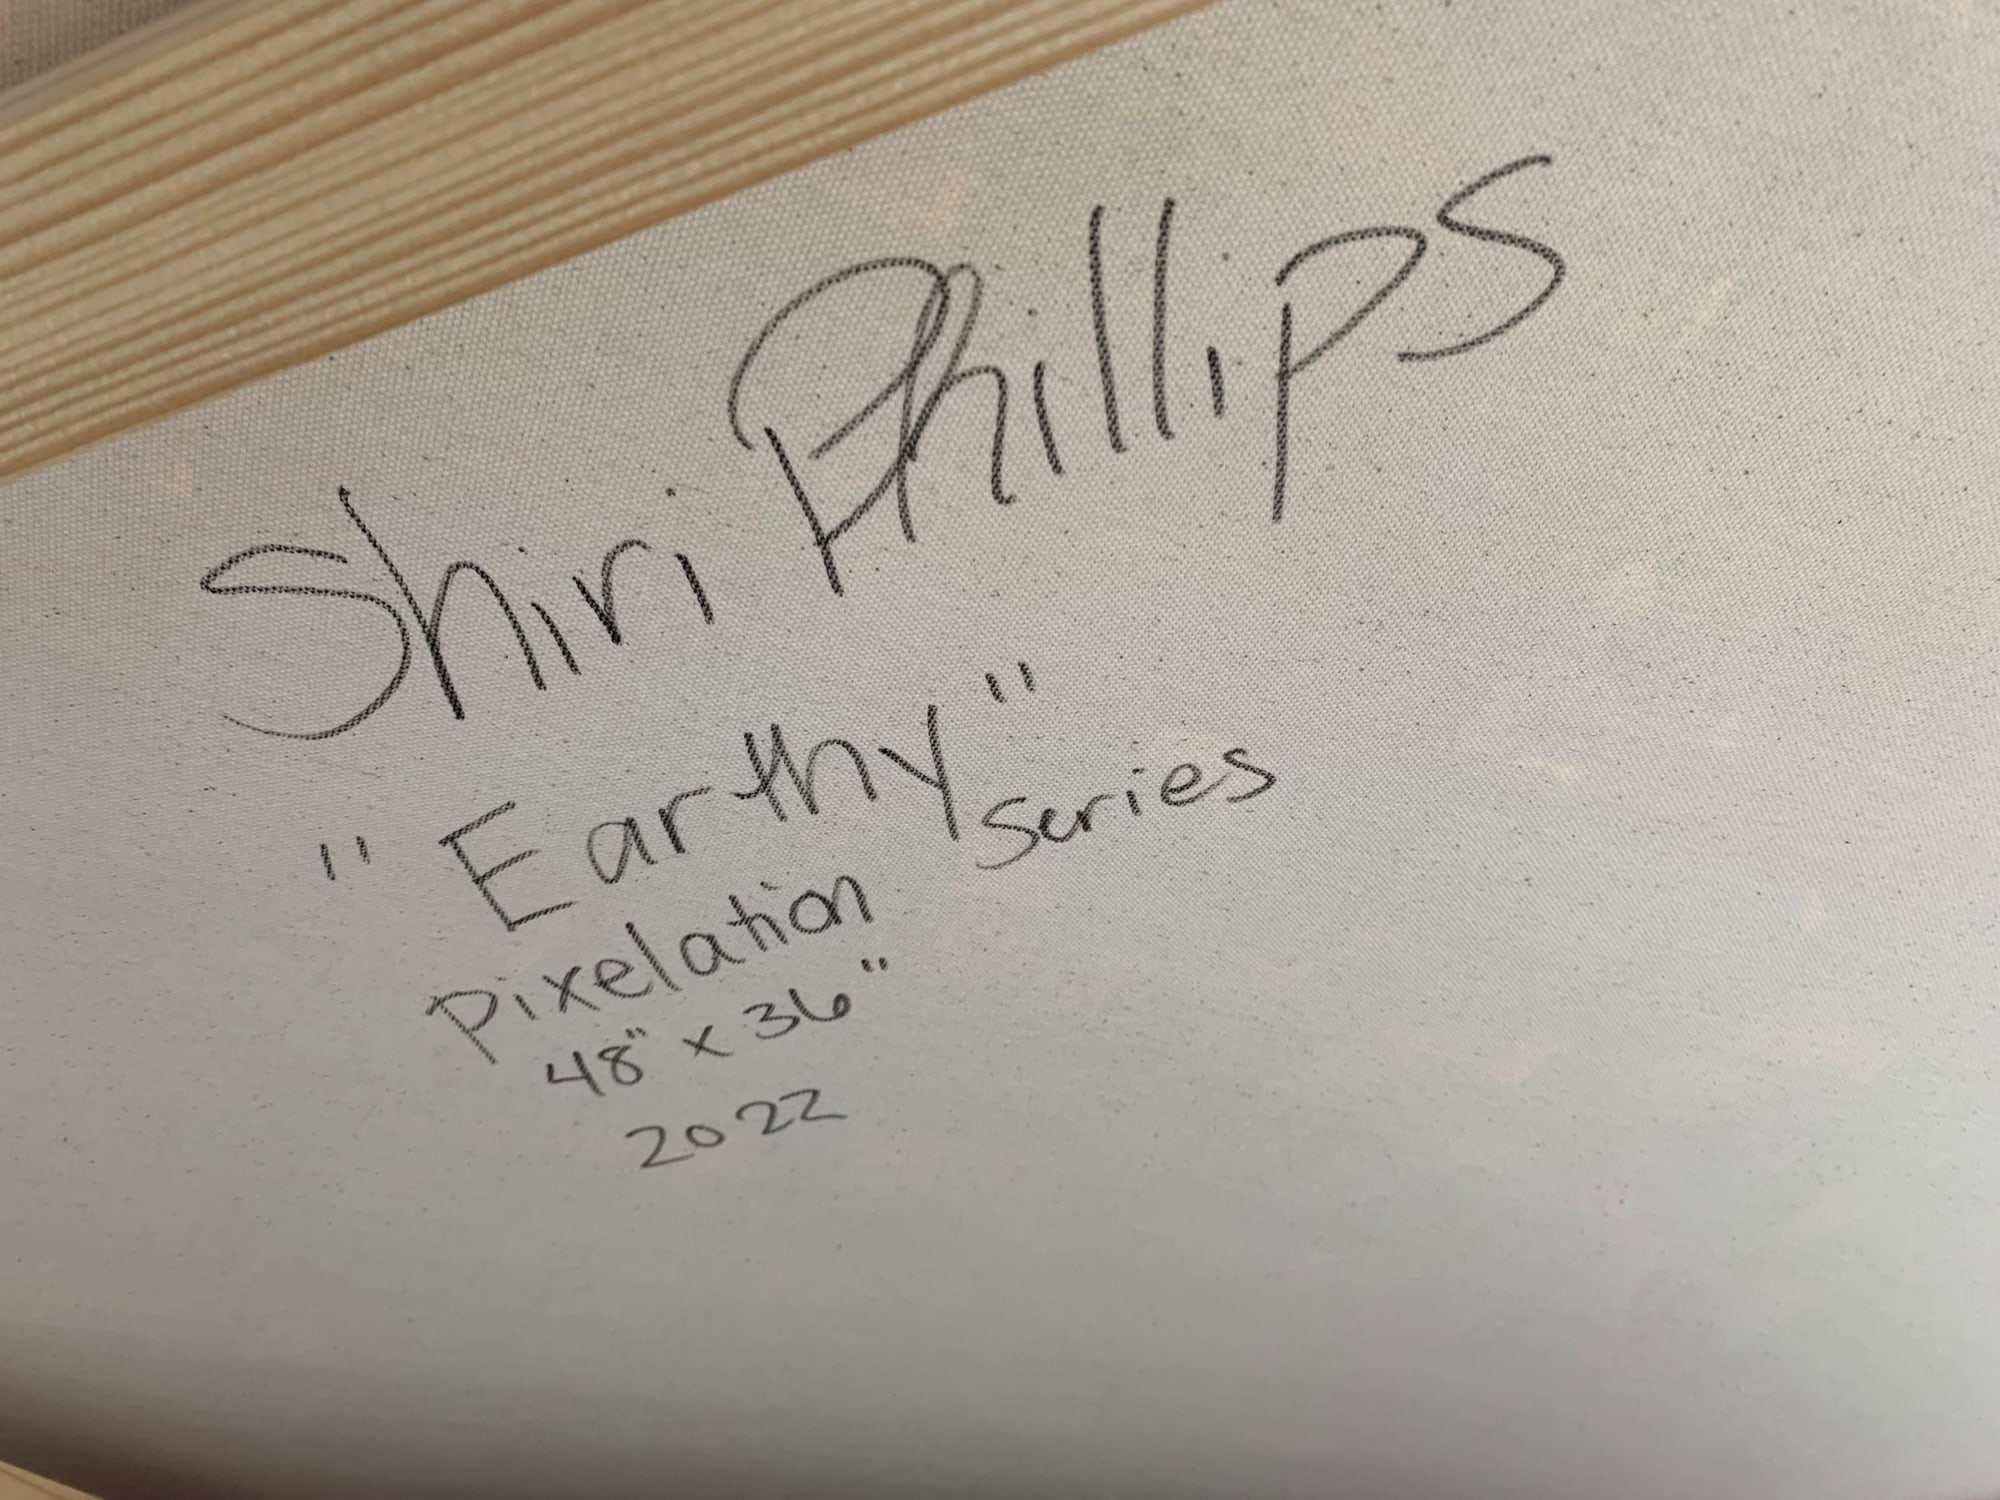 Shiri Phillips
"Earthy" series
Pixelation
48" x 36"
2022